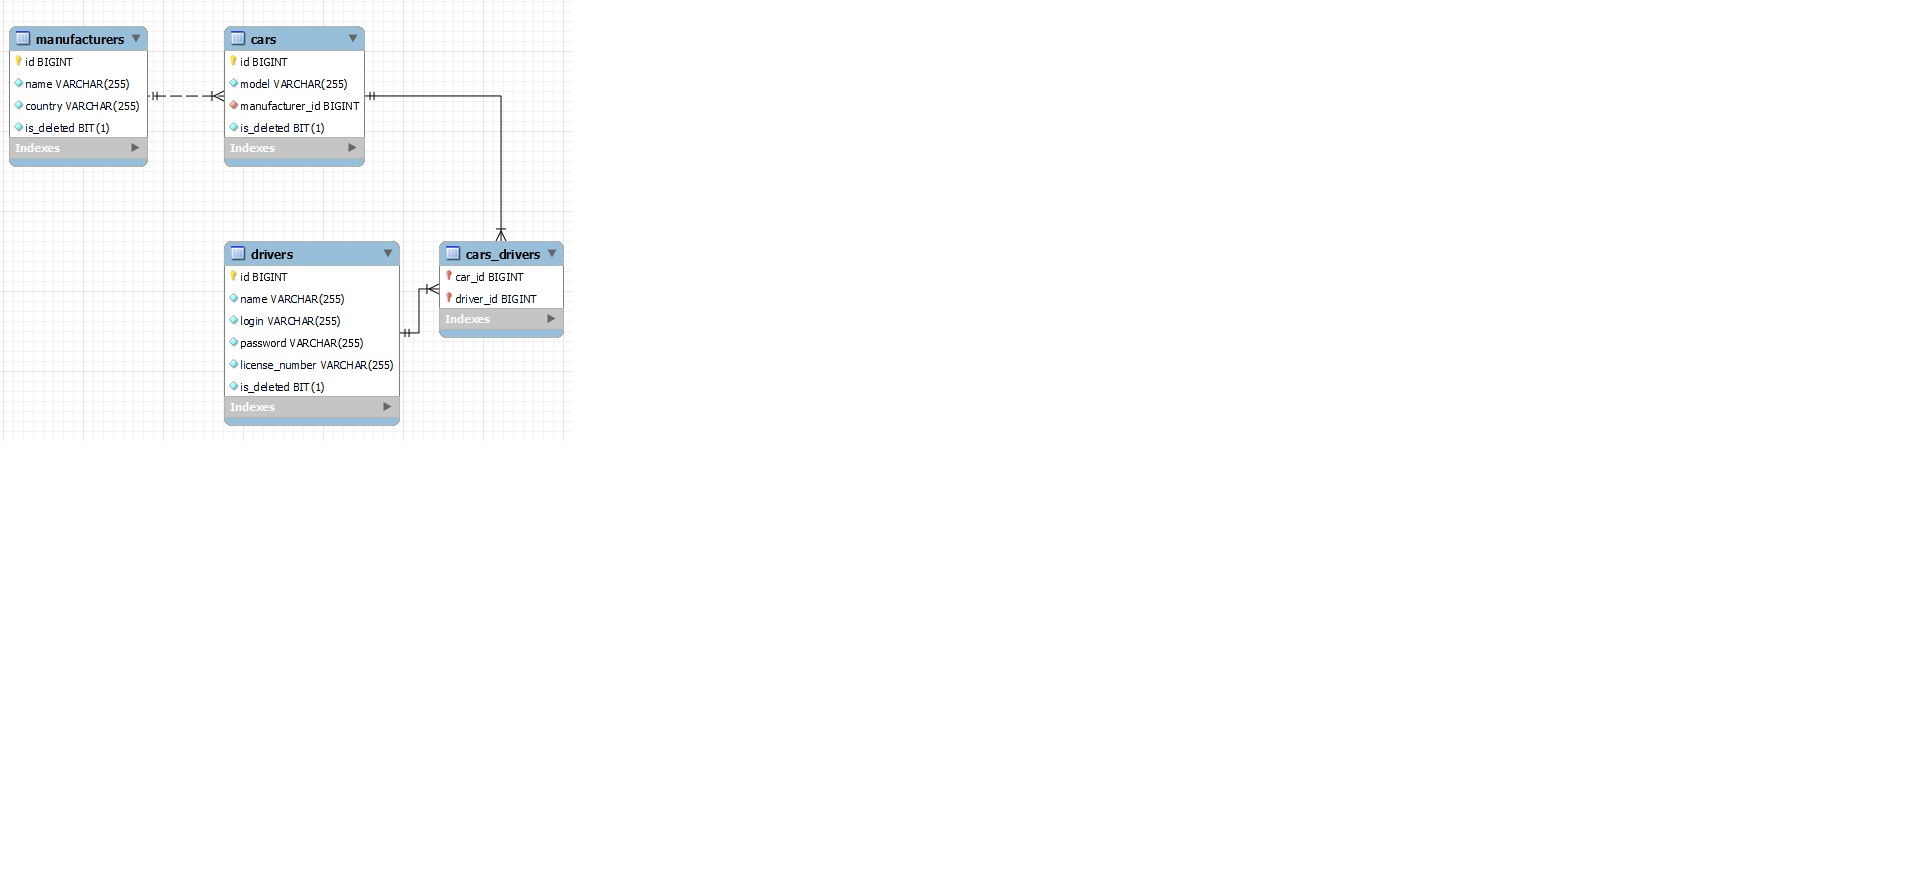 manufacturers
id BIGINT
name VARCHAR(255)
country VARCHAR(255)
is_deleted BIT(1)
Indexes
cars
id BIGINT
model VARCHAR(255)
manufacturer_id BIGINT
is_deleted BIT(1)
Indexes
drivers
id BIGINT
name VARCHAR(255)
login VARCHAR(255)
password VARCHAR(255)
license_number VARCHAR(255)
is_deleted BIT(1)
Indexes
cars_drivers
car_id BIGINT
driver_id BIGINT
Indexes